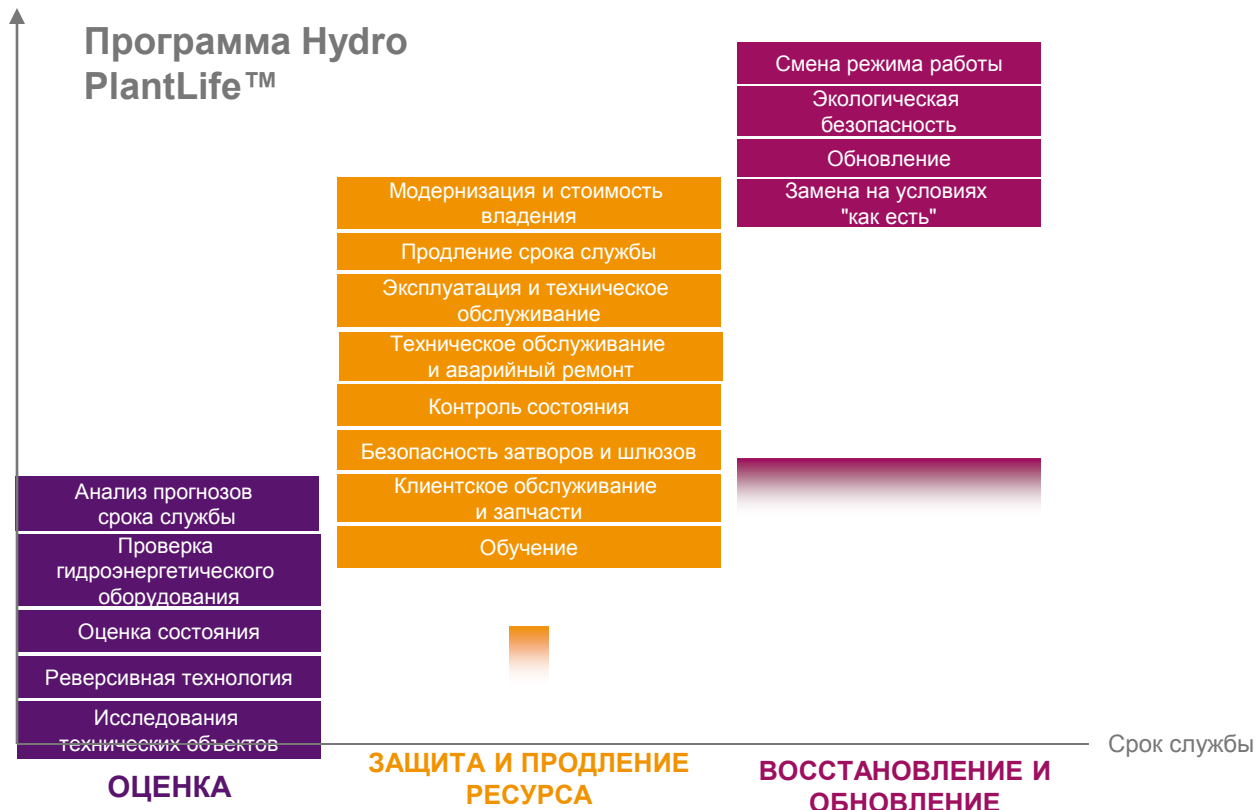 Программа Hydro
PlantLife™
Смена режима работы
Экологическая
безопасность
Обновление
Замена на условиях
"как есть"
Модернизация и стоимость
владения
Продление срока службы
Эксплуатация и техническое
обслуживание
Техническое обслуживание
и аварийный ремонт
Контроль состояния
Безопасность затворов и шлюзов
Клиентское обслуживание
и запчасти
Обучение
Анализ прогнозов
срока службы
Проверка
гидроэнергетического
оборудования
Оценка состояния
Реверсивная технология
Исследования
технических объектов
Срок службы
ОЦЕНКА
ЗАЩИТА И ПРОДЛЕНИЕ
РЕСУРСА
ВОССТАНОВЛЕНИЕ И
ОБНОВЛЕНИЕ